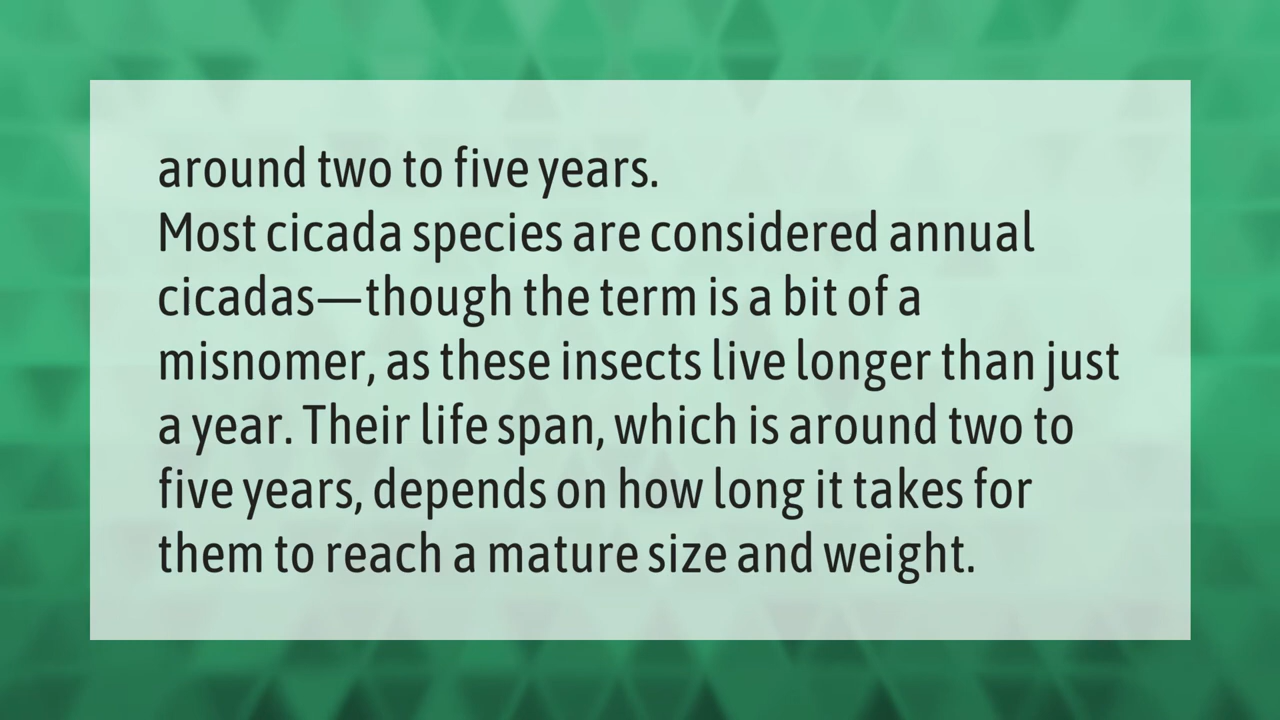 around two to five years.
Most cicada species are considered annual
cicadas—though the term is a bit of a
misnomer, as these insects live longer than just
a year. Their life span, which is around two to
five years, depends on how long it takes for
them to reach a mature size and weight.